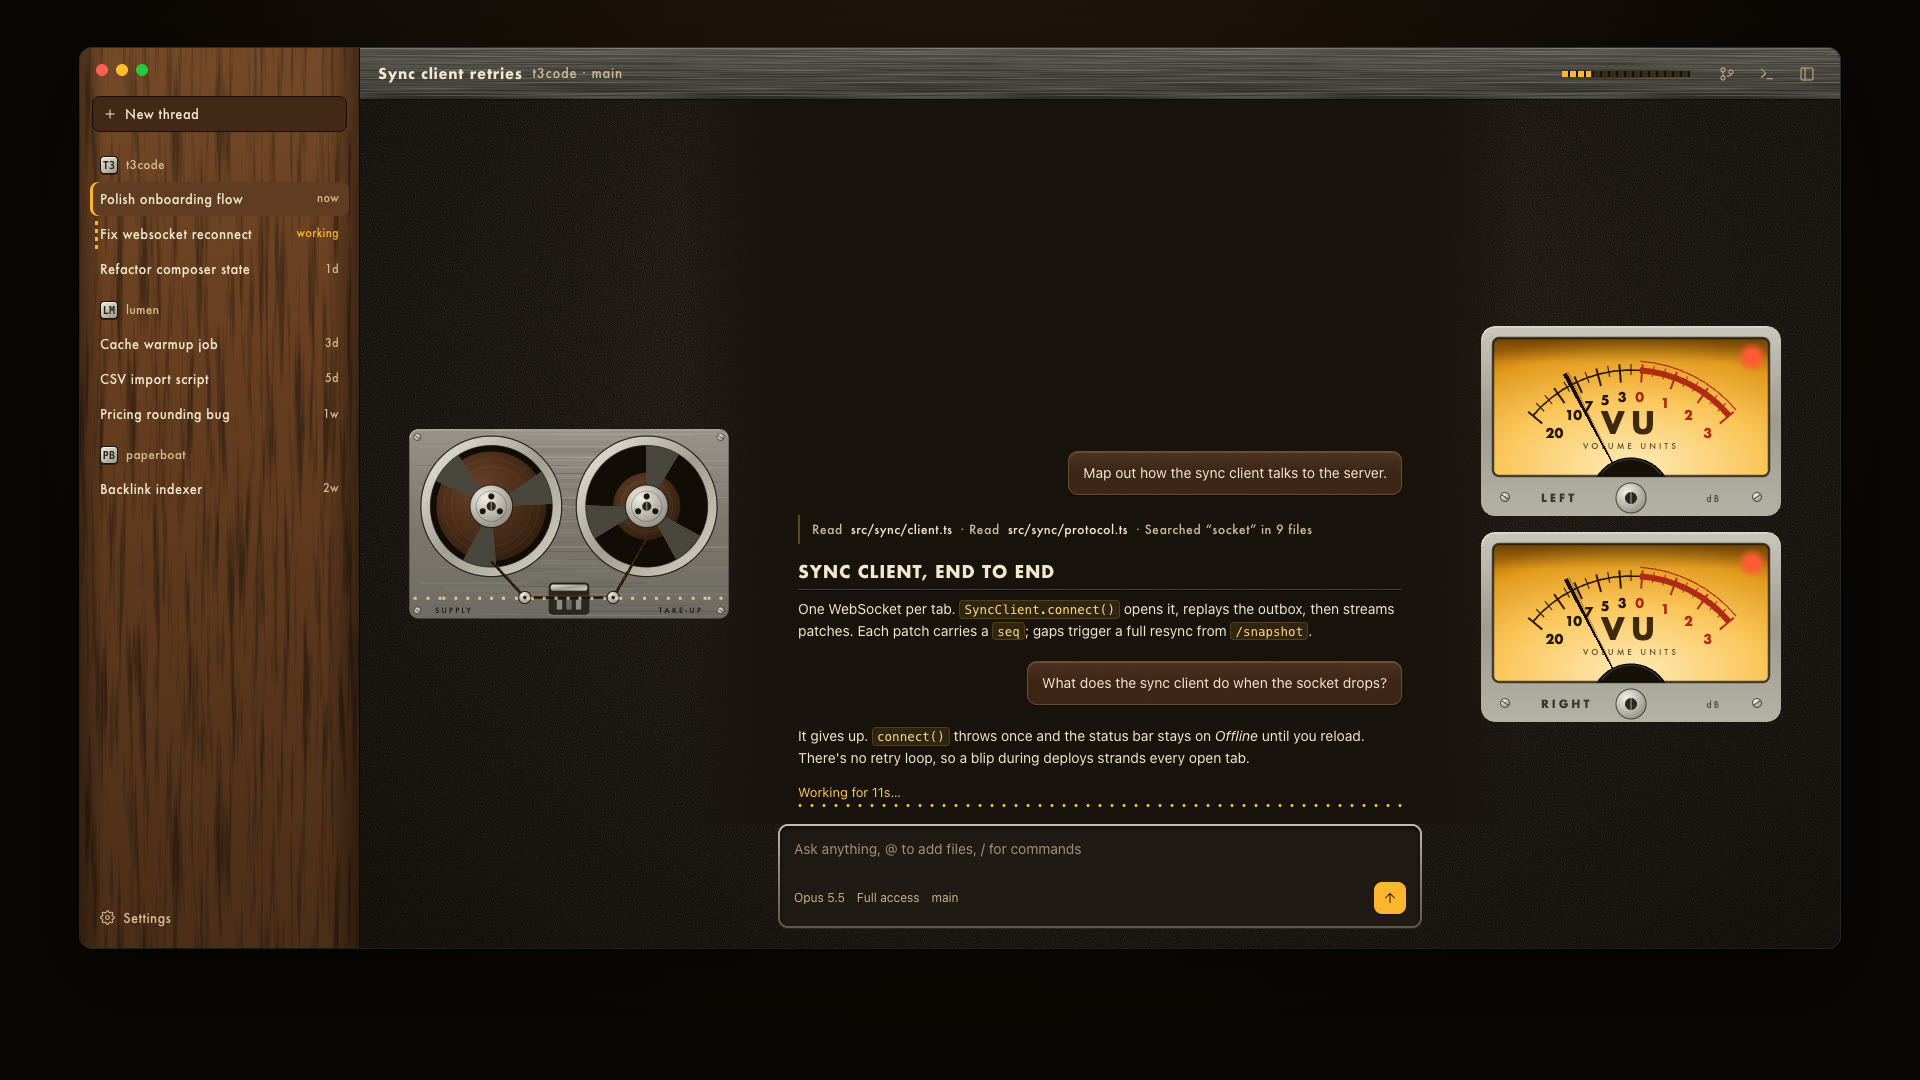 Sync client retries t3code · main
+ New thread
T3 t3code
Polish onboarding flow now
Fix websocket reconnect working
Refactor composer state 1d
LM lumen
Cache warmup job 3d
CSV import script 5d
Pricing rounding bug 1w
PB paperboat
Backlink indexer 2w
Settings
SUPPLY TAKE-UP
Map out how the sync client talks to the server.
Read src/sync/client.ts · Read src/sync/protocol.ts · Searched “socket” in 9 files
SYNC CLIENT, END TO END
One WebSocket per tab. SyncClient.connect() opens it, replays the outbox, then streams
patches. Each patch carries a seq; gaps trigger a full resync from /snapshot.
What does the sync client do when the socket drops?
It gives up. connect() throws once and the status bar stays on Offline until you reload.
There's no retry loop, so a blip during deploys strands every open tab.
Working for 11s...
Ask anything, @ to add files, / for commands
Opus 5.5 Full access main
20 10 7 5 3 0 1 2 3
VU
VOLUME UNITS
LEFT dB
20 10 7 5 3 0 1 2 3
VU
VOLUME UNITS
RIGHT dB